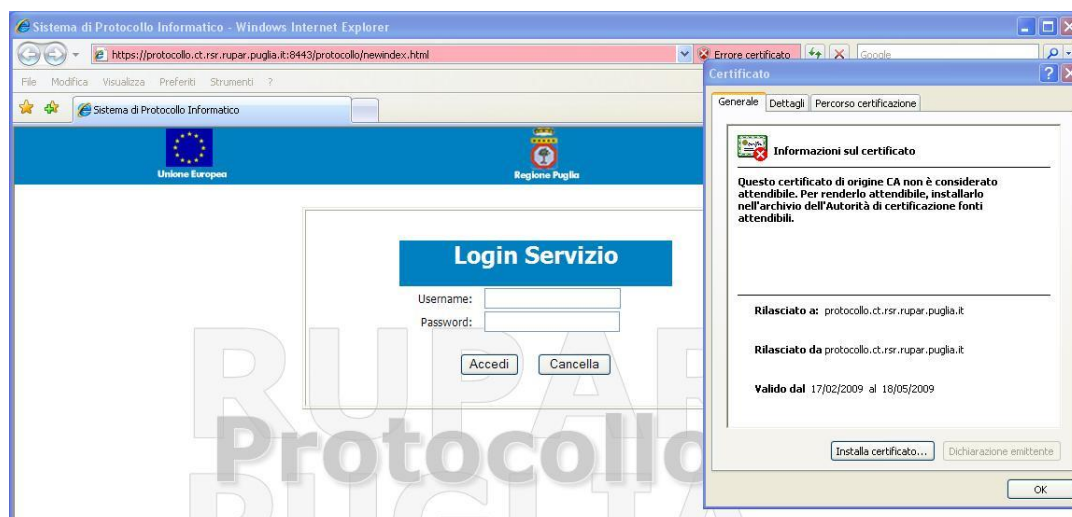 Sistema di Protocollo Informatico - Windows Internet Explorer
https://protocollo.ct.rsr.rupar.puglia.it:8443/protocollo/newindex.html
Errore certificato
Google
File Modifica Visualizza Preferiti Strumenti ?
Sistema di Protocollo Informatico
Unione Europea
Regione Puglia
Login Servizio
Username:
Password:
Accedi Cancella
RUPAR
Protocollo
PUGLIA
Certificato
Generale Dettagli Percorso certificazione
Informazioni sul certificato
Questo certificato di origine CA non è considerato
attendibile. Per renderlo attendibile, installarlo
nell'archivio dell'Autorità di certificazione fonti
attendibili.
Rilasciato a: protocollo.ct.rsr.rupar.puglia.it
Rilasciato da protocollo.ct.rsr.rupar.puglia.it
Valido dal 17/02/2009 al 18/05/2009
Installa certificato... Dichiarazione emittente
OK